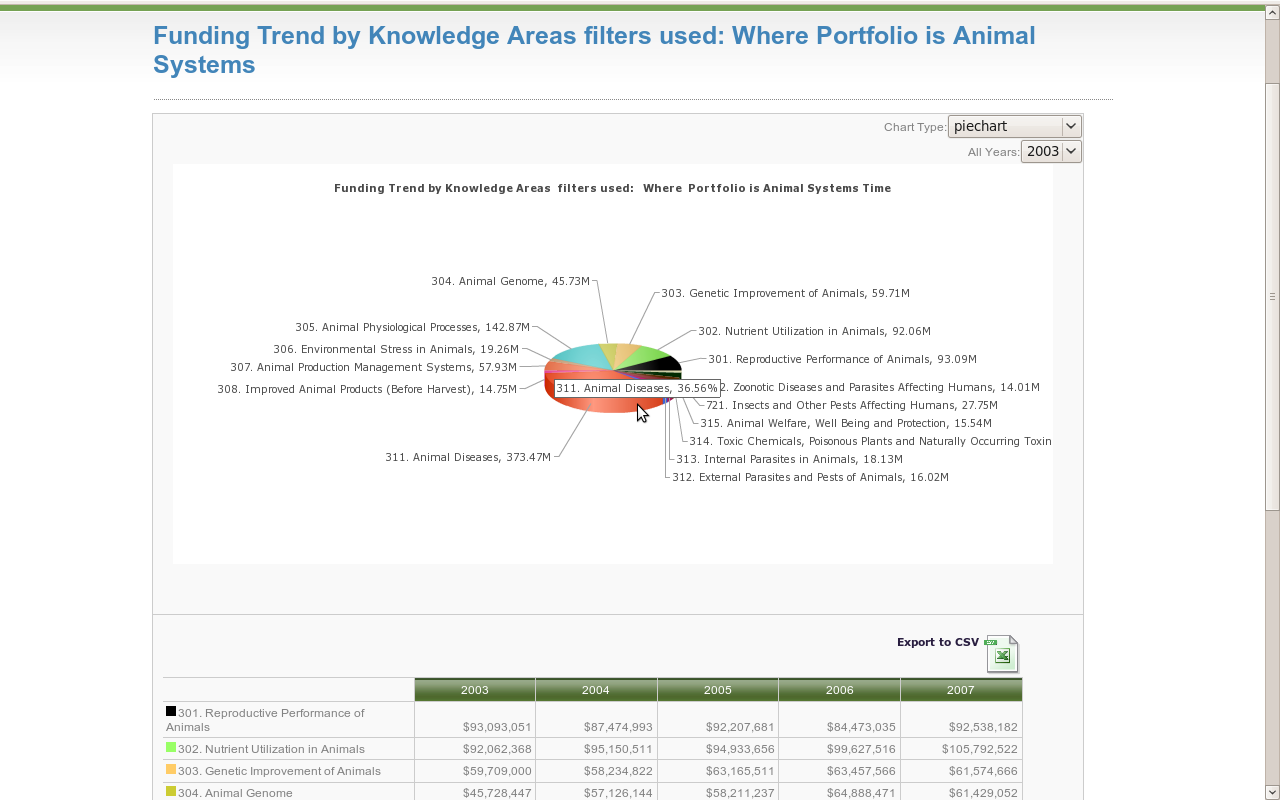 Funding Trend by Knowledge Areas filters used: Where Portfolio is Animal
Systems
Chart Type: piechart
All Years: 2003
Funding Trend by Knowledge Areas filters used: Where Portfolio is Animal Systems Time
304. Animal Genome, 45.73M
303. Genetic Improvement of Animals, 59.71M
305. Animal Physiological Processes, 142.87M
302. Nutrient Utilization in Animals, 92.06M
306. Environmental Stress in Animals, 19.26M
301. Reproductive Performance of Animals, 93.09M
307. Animal Production Management Systems, 57.93M
308. Improved Animal Products (Before Harvest), 14.75M
311. Animal Diseases, 36.56%
2. Zoonotic Diseases and Parasites Affecting Humans, 14.01M
721. Insects and Other Pests Affecting Humans, 27.75M
315. Animal Welfare, Well Being and Protection, 15.54M
314. Toxic Chemicals, Poisonous Plants and Naturally Occurring Toxin
311. Animal Diseases, 373.47M
313. Internal Parasites in Animals, 18.13M
312. External Parasites and Pests of Animals, 16.02M
Export to CSV
2003 2004 2005 2006 2007
301. Reproductive Performance of
Animals $93,093,051 $87,474,993 $92,207,681 $84,473,035 $92,538,182
302. Nutrient Utilization in Animals $92,062,368 $95,150,511 $94,933,656 $99,627,516 $105,792,522
303. Genetic Improvement of Animals $59,709,000 $58,234,822 $63,165,511 $63,457,566 $61,574,666
304. Animal Genome $45,728,447 $57,126,144 $58,211,237 $64,888,471 $61,429,052